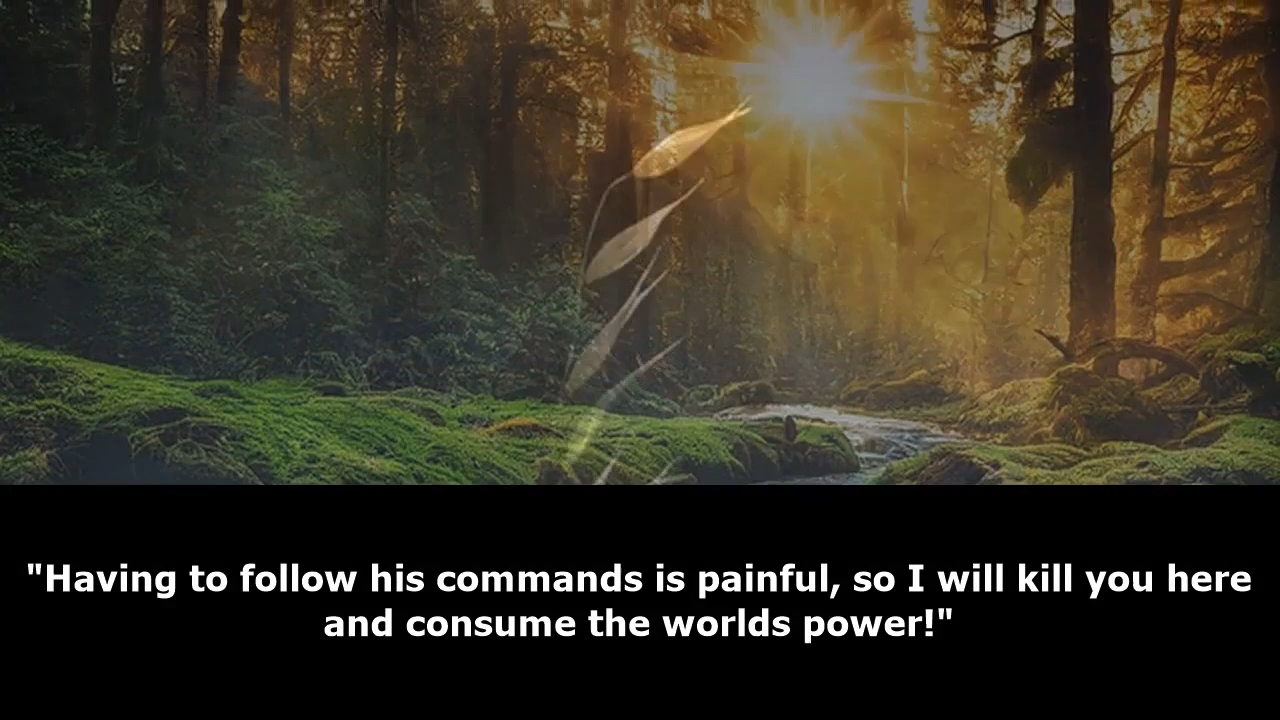 "Having to follow his commands is painful, so I will kill you here
and consume the worlds power!"